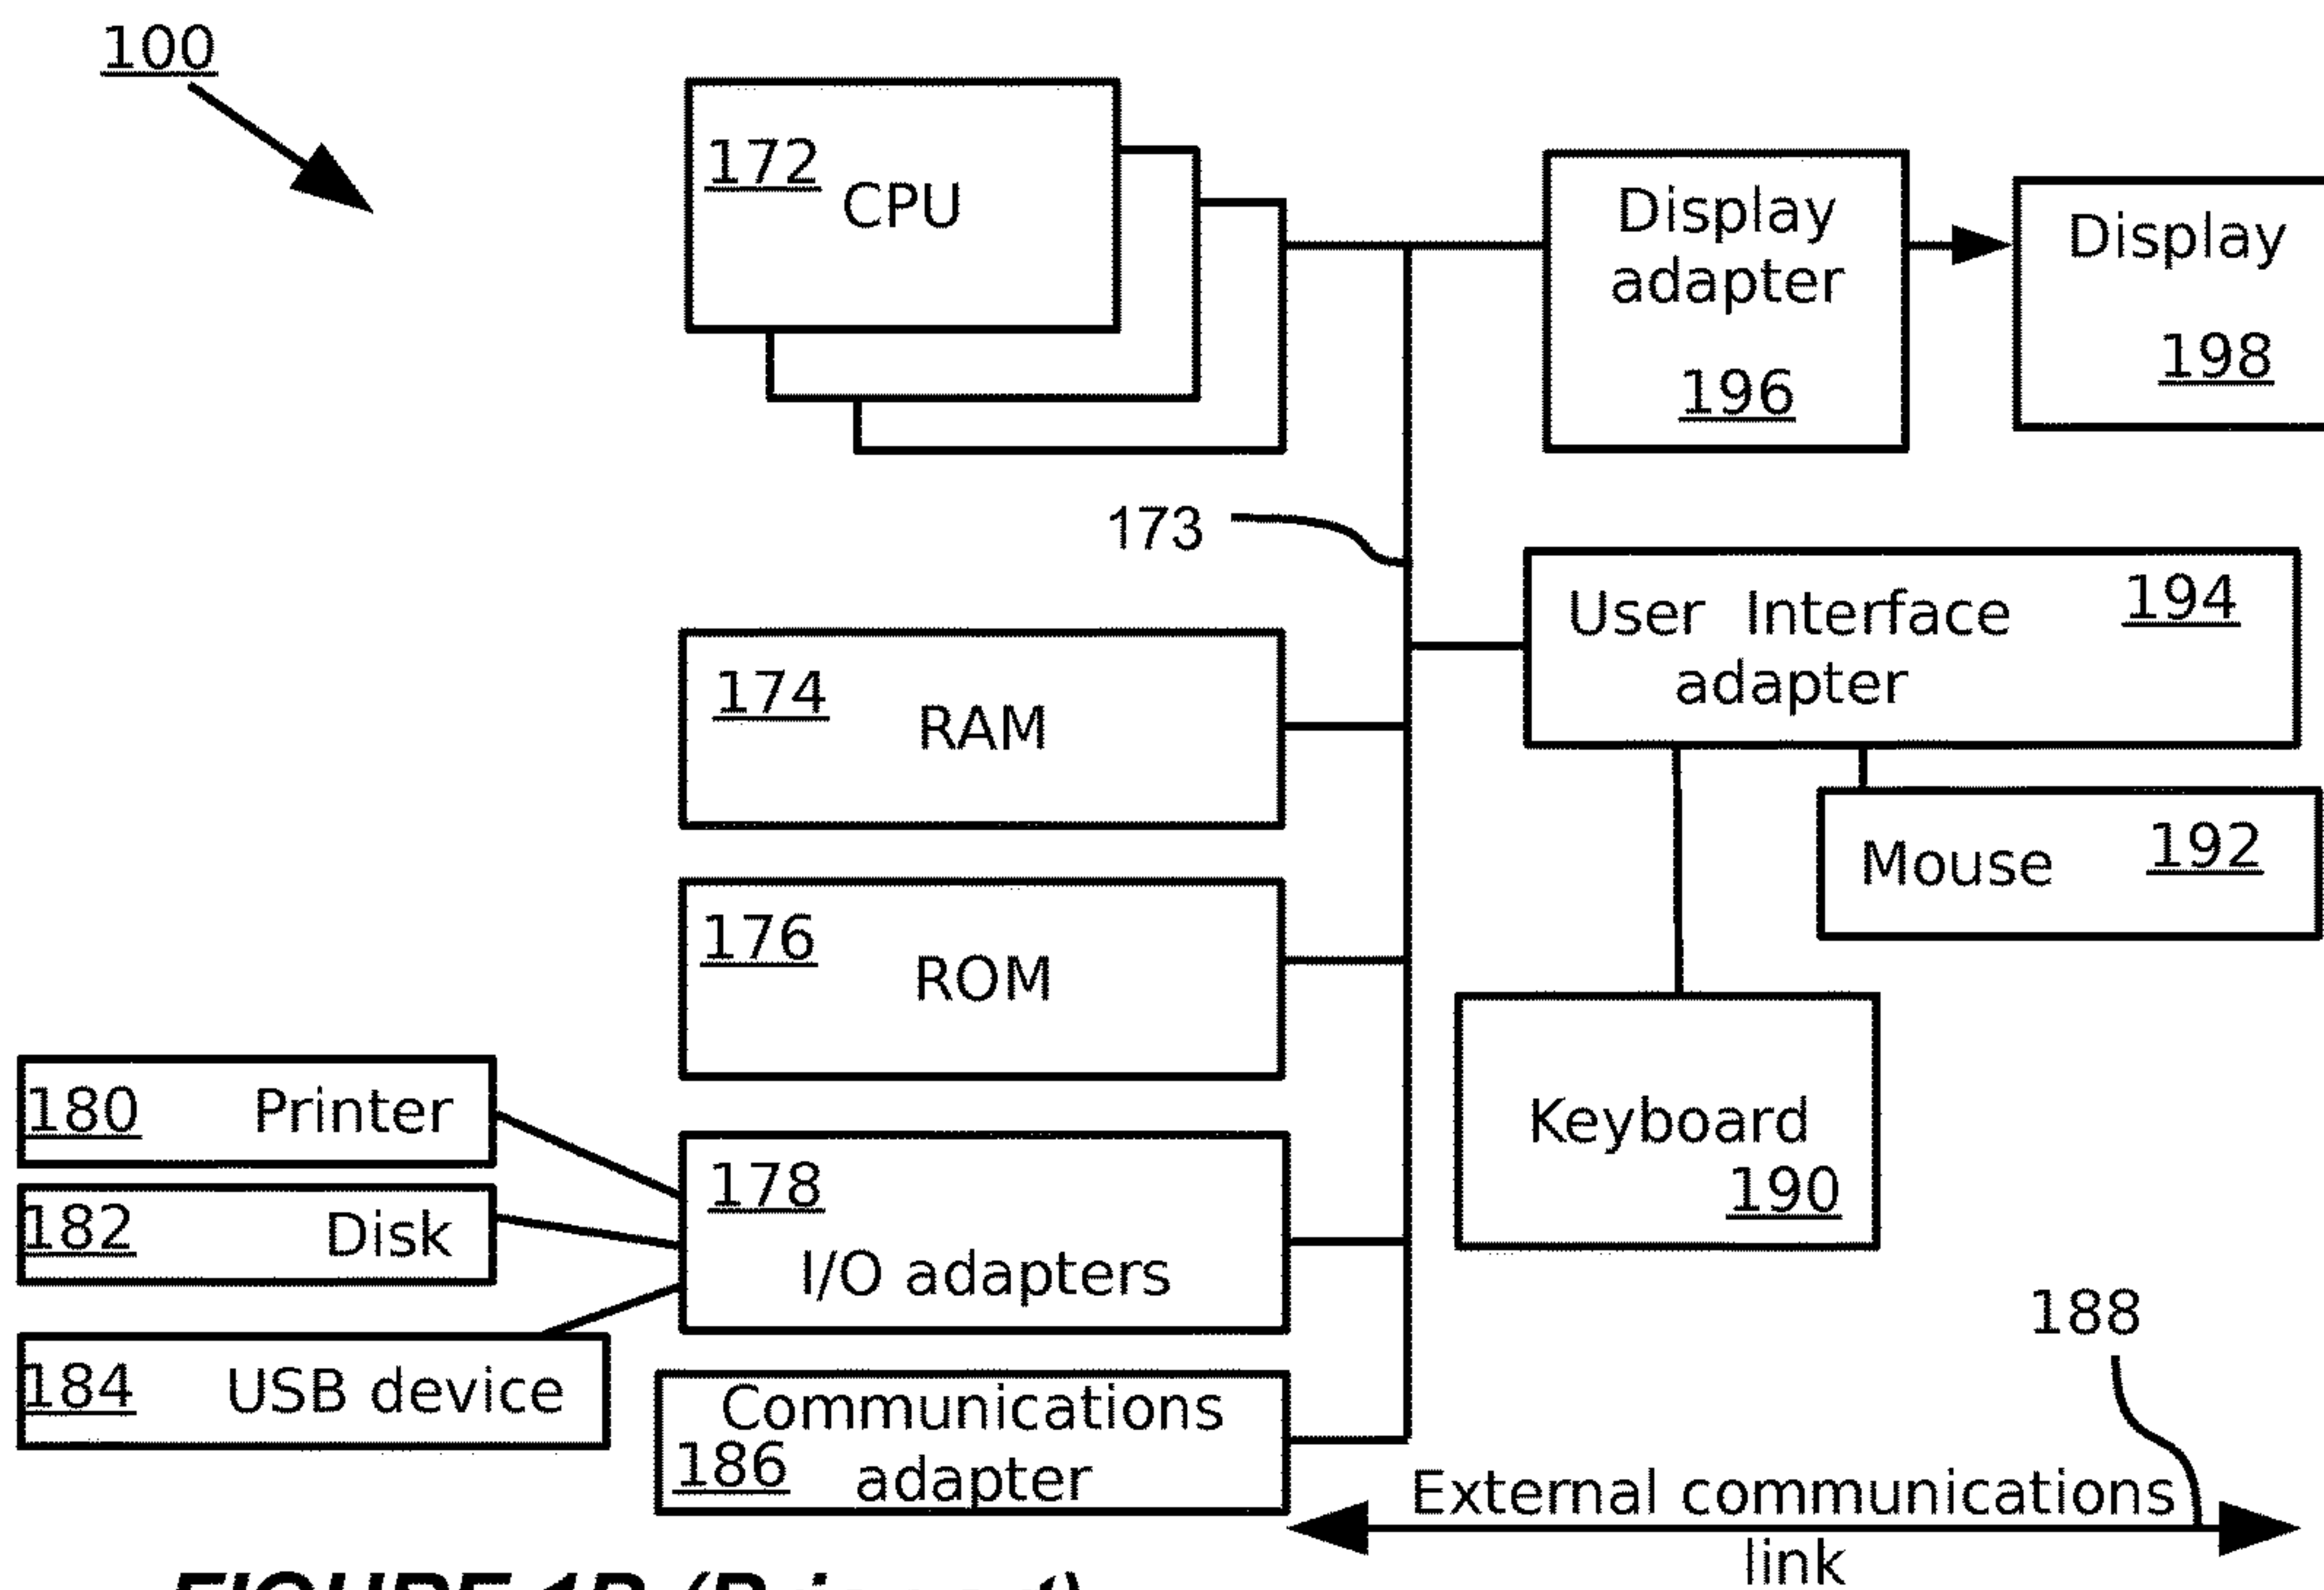 100
172
CPU
Display
adapter
196
Display
198
173
User Interface
adapter
194
174
RAM
Mouse
192
176
ROM
Keyboard
190
180 Printer
182 Disk
184 USB device
178
I/O adapters
188
Communications
adapter
186
External communications
link